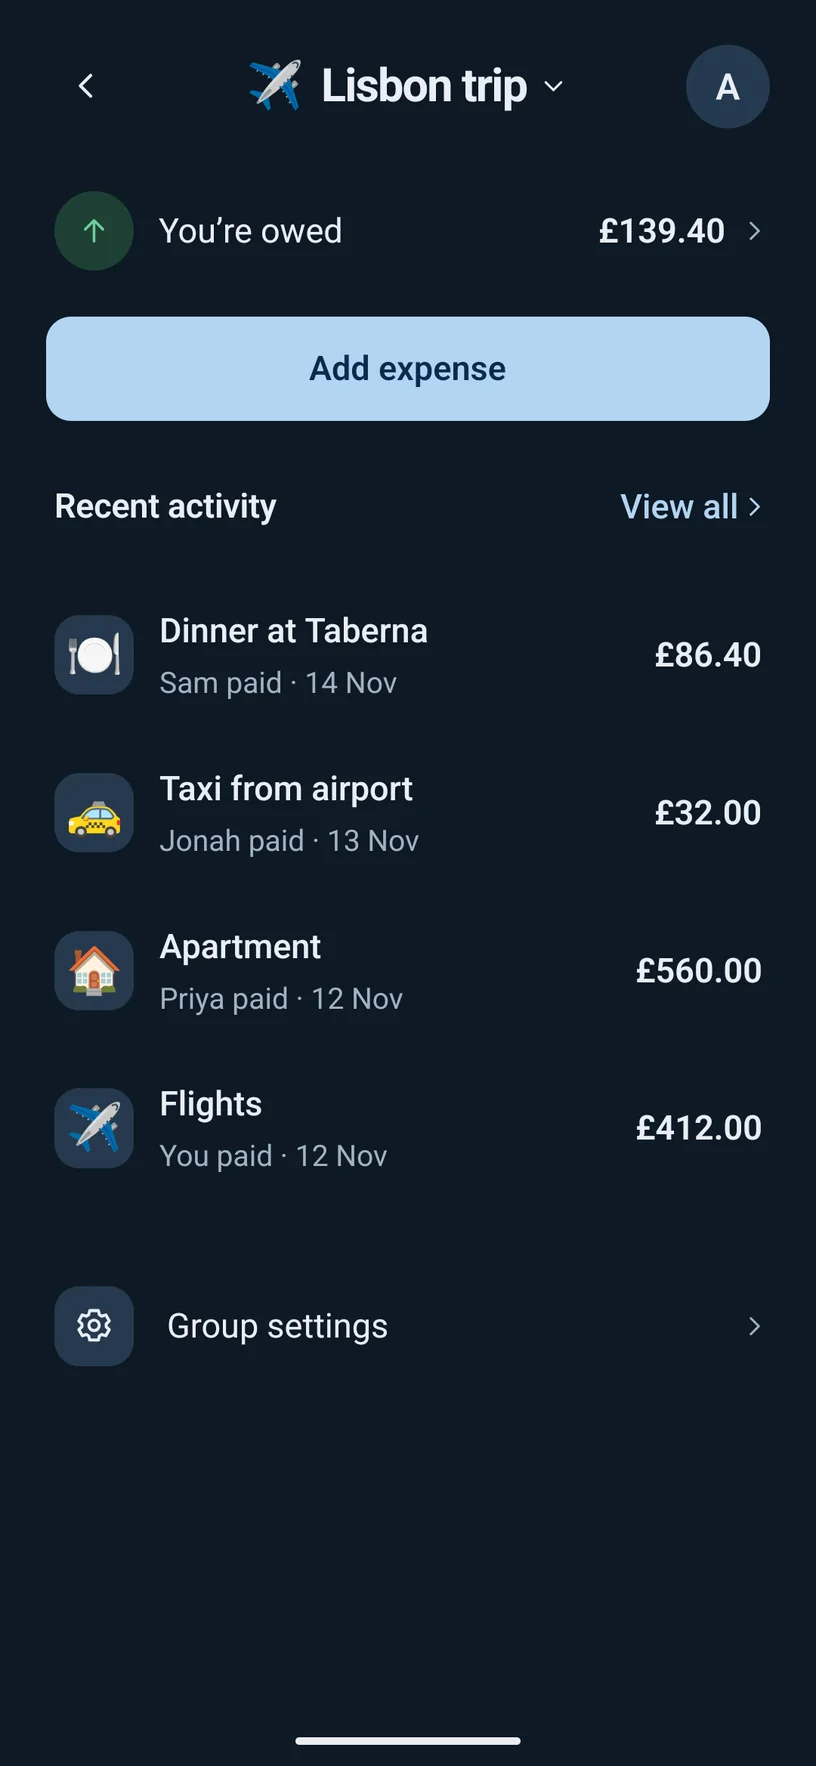 Lisbon trip
A
You’re owed £139.40
Add expense
Recent activity View all
Dinner at Taberna
Sam paid · 14 Nov
£86.40
Taxi from airport
Jonah paid · 13 Nov
£32.00
Apartment
Priya paid · 12 Nov
£560.00
Flights
You paid · 12 Nov
£412.00
Group settings